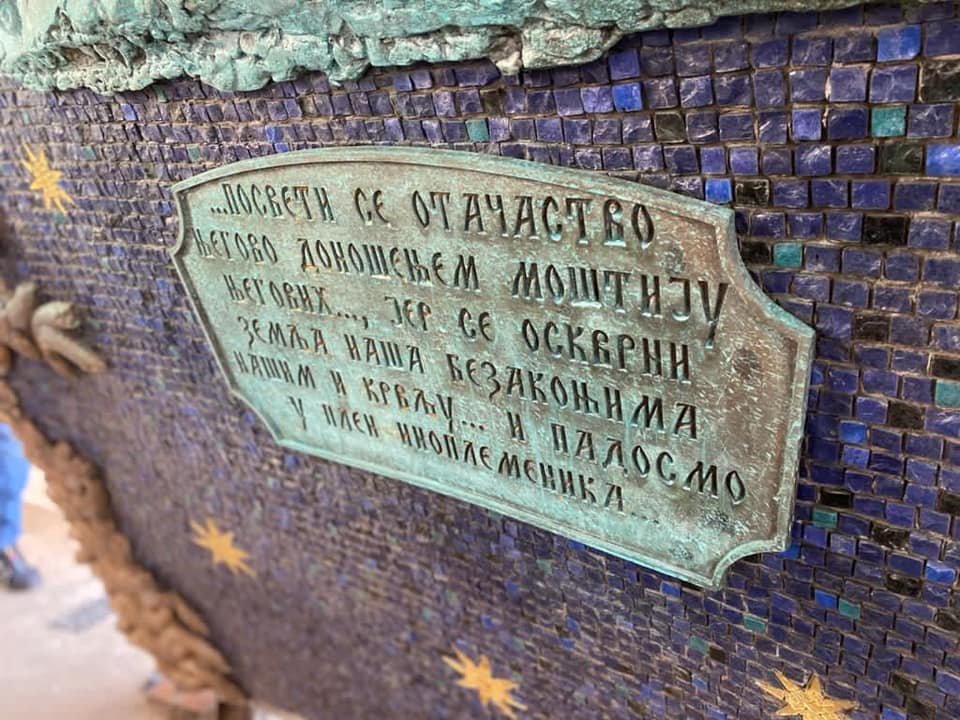 ...ПОСВЕТИ СЕ ОТАЧАСТВО
ЊЕГОВО ДОНОШЕЊЕМ МОШТИЈУ
ЊЕГОВИХ..., ЈЕР СЕ ОСКВРНИ
ЗЕМЉА НАША БЕЗАКОЊИМА
НАШИМ И КРВЉУ... И ПАДОСМО
У ПЛЕН ИНОПЛЕМЕНИКА...